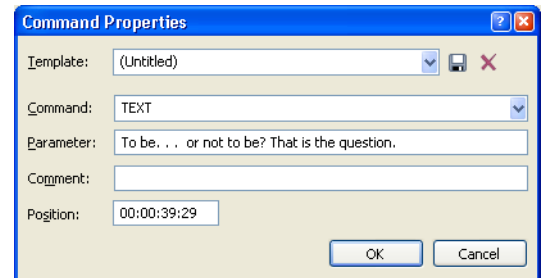 Command Properties
Template: (Untitled)
Command: TEXT
Parameter: To be. . . or not to be? That is the question.
Comment:
Position: 00:00:39:29
OK Cancel